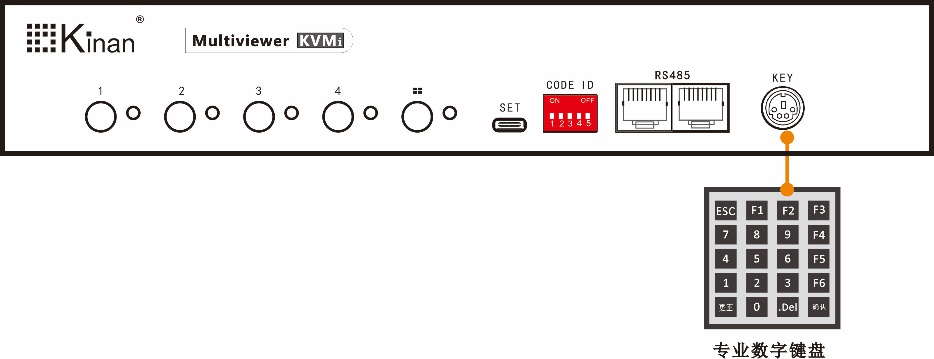 Kinan®
Multiviewer KVMi
1
2
3
4
SET
CODE ID
ON OFF
1 2 3 4 5
RS485
KEY
ESC F1 F2 F3
7 8 9 F4
4 5 6 F5
1 2 3 F6
0 .Del 确认
专业数字键盘